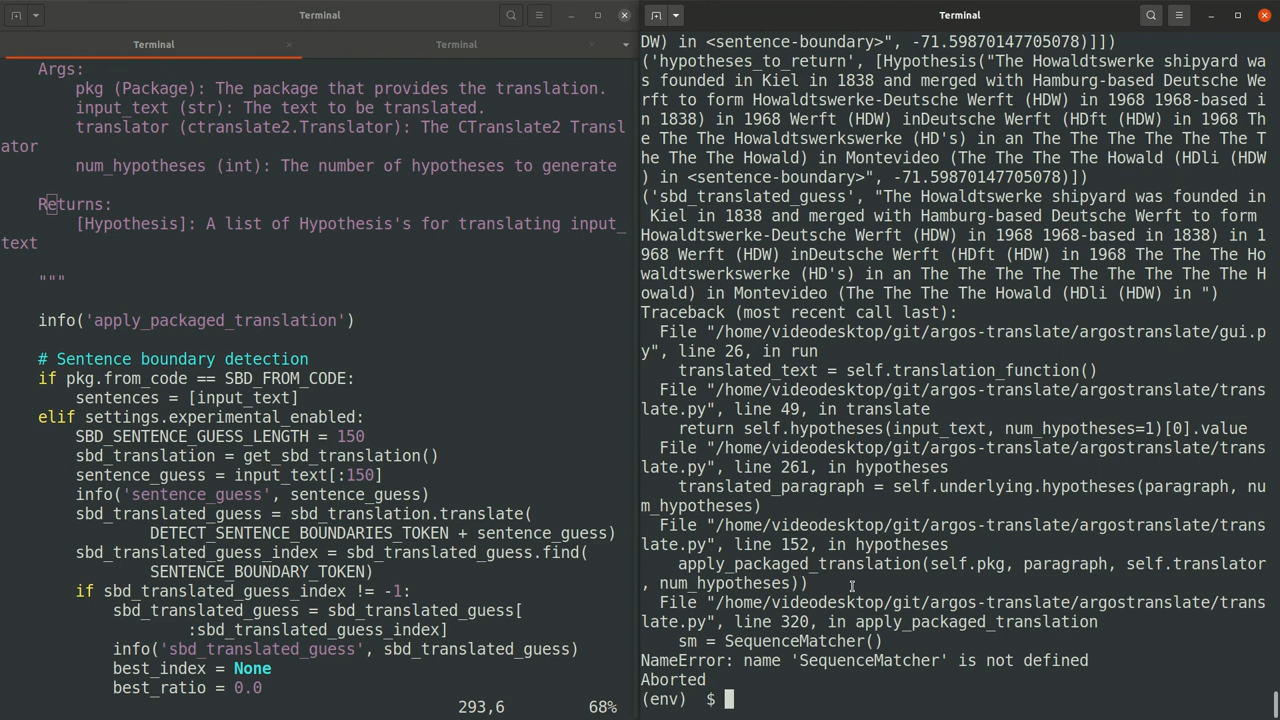 Terminal
Terminal
Terminal
    Args:
        pkg (Package): The package that provides the translation.
        input_text (str): The text to be translated.
        translator (ctranslate2.Translator): The CTranslate2 Transl
ator
        num_hypotheses (int): The number of hypotheses to generate
    Returns:
        [Hypothesis]: A list of Hypothesis's for translating input_
text
    """
    info('apply_packaged_translation')
    # Sentence boundary detection
    if pkg.from_code == SBD_FROM_CODE:
        sentences = [input_text]
    elif settings.experimental_enabled:
        SBD_SENTENCE_GUESS_LENGTH = 150
        sbd_translation = get_sbd_translation()
        sentence_guess = input_text[:150]
        info('sentence_guess', sentence_guess)
        sbd_translated_guess = sbd_translation.translate(
                DETECT_SENTENCE_BOUNDARIES_TOKEN + sentence_guess)
        sbd_translated_guess_index = sbd_translated_guess.find(
                SENTENCE_BOUNDARY_TOKEN)
        if sbd_translated_guess_index != -1:
            sbd_translated_guess = sbd_translated_guess[
                    :sbd_translated_guess_index]
            info('sbd_translated_guess', sbd_translated_guess)
            best_index = None
            best_ratio = 0.0
293,6 68%
Terminal
DW) in <sentence-boundary>", -71.59870147705078)]])
('hypotheses_to_return', [Hypothesis("The Howaldtswerke shipyard wa
s founded in Kiel in 1838 and merged with Hamburg-based Deutsche We
rft to form Howaldtswerke-Deutsche Werft (HDW) in 1968 1968-based i
n 1838) in 1968 Werft (HDW) inDeutsche Werft (HDft (HDW) in 1968 Th
e The The Howaldtswerkswerke (HD's) in an The The The The The The T
he The The Howald) in Montevideo (The The The The Howald (HDli (HDW
) in <sentence-boundary>", -71.59870147705078)])
('sbd_translated_guess', "The Howaldtswerke shipyard was founded in
 Kiel in 1838 and merged with Hamburg-based Deutsche Werft to form 
Howaldtswerke-Deutsche Werft (HDW) in 1968 1968-based in 1838) in 1
968 Werft (HDW) inDeutsche Werft (HDft (HDW) in 1968 The The The Ho
waldtswerkswerke (HD's) in an The The The The The The The The The H
owald) in Montevideo (The The The The Howald (HDli (HDW) in ")
Traceback (most recent call last):
  File "/home/videodesktop/git/argos-translate/argostranslate/gui.p
y", line 26, in run
    translated_text = self.translation_function()
  File "/home/videodesktop/git/argos-translate/argostranslate/trans
late.py", line 49, in translate
    return self.hypotheses(input_text, num_hypotheses=1)[0].value
  File "/home/videodesktop/git/argos-translate/argostranslate/trans
late.py", line 261, in hypotheses
    translated_paragraph = self.underlying.hypotheses(paragraph, nu
m_hypotheses)
  File "/home/videodesktop/git/argos-translate/argostranslate/trans
late.py", line 152, in hypotheses
    apply_packaged_translation(self.pkg, paragraph, self.translator
, num_hypotheses))
  File "/home/videodesktop/git/argos-translate/argostranslate/trans
late.py", line 320, in apply_packaged_translation
    sm = SequenceMatcher()
NameError: name 'SequenceMatcher' is not defined
Aborted
(env)  $